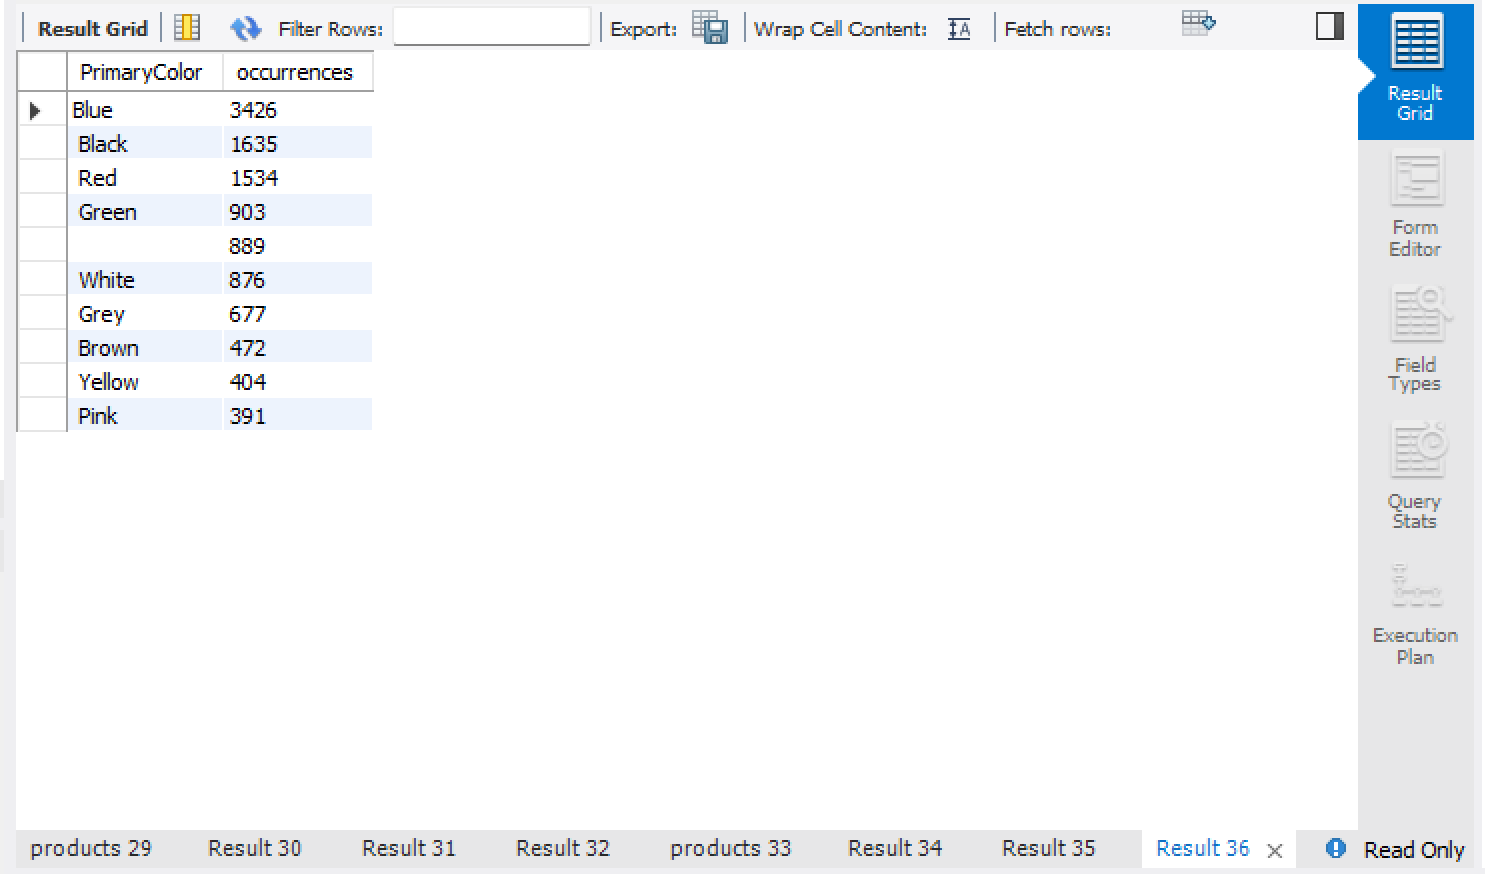 Result Grid Filter Rows: Export: Wrap Cell Content: Fetch rows:
PrimaryColor occurrences
Blue 3426
Black 1635
Red 1534
Green 903
889
White 876
Grey 677
Brown 472
Yellow 404
Pink 391
Result
Grid
Form
Editor
Field
Types
Query
Stats
Execution
Plan
products 29 Result 30 Result 31 Result 32 products 33 Result 34 Result 35 Result 36 Read Only